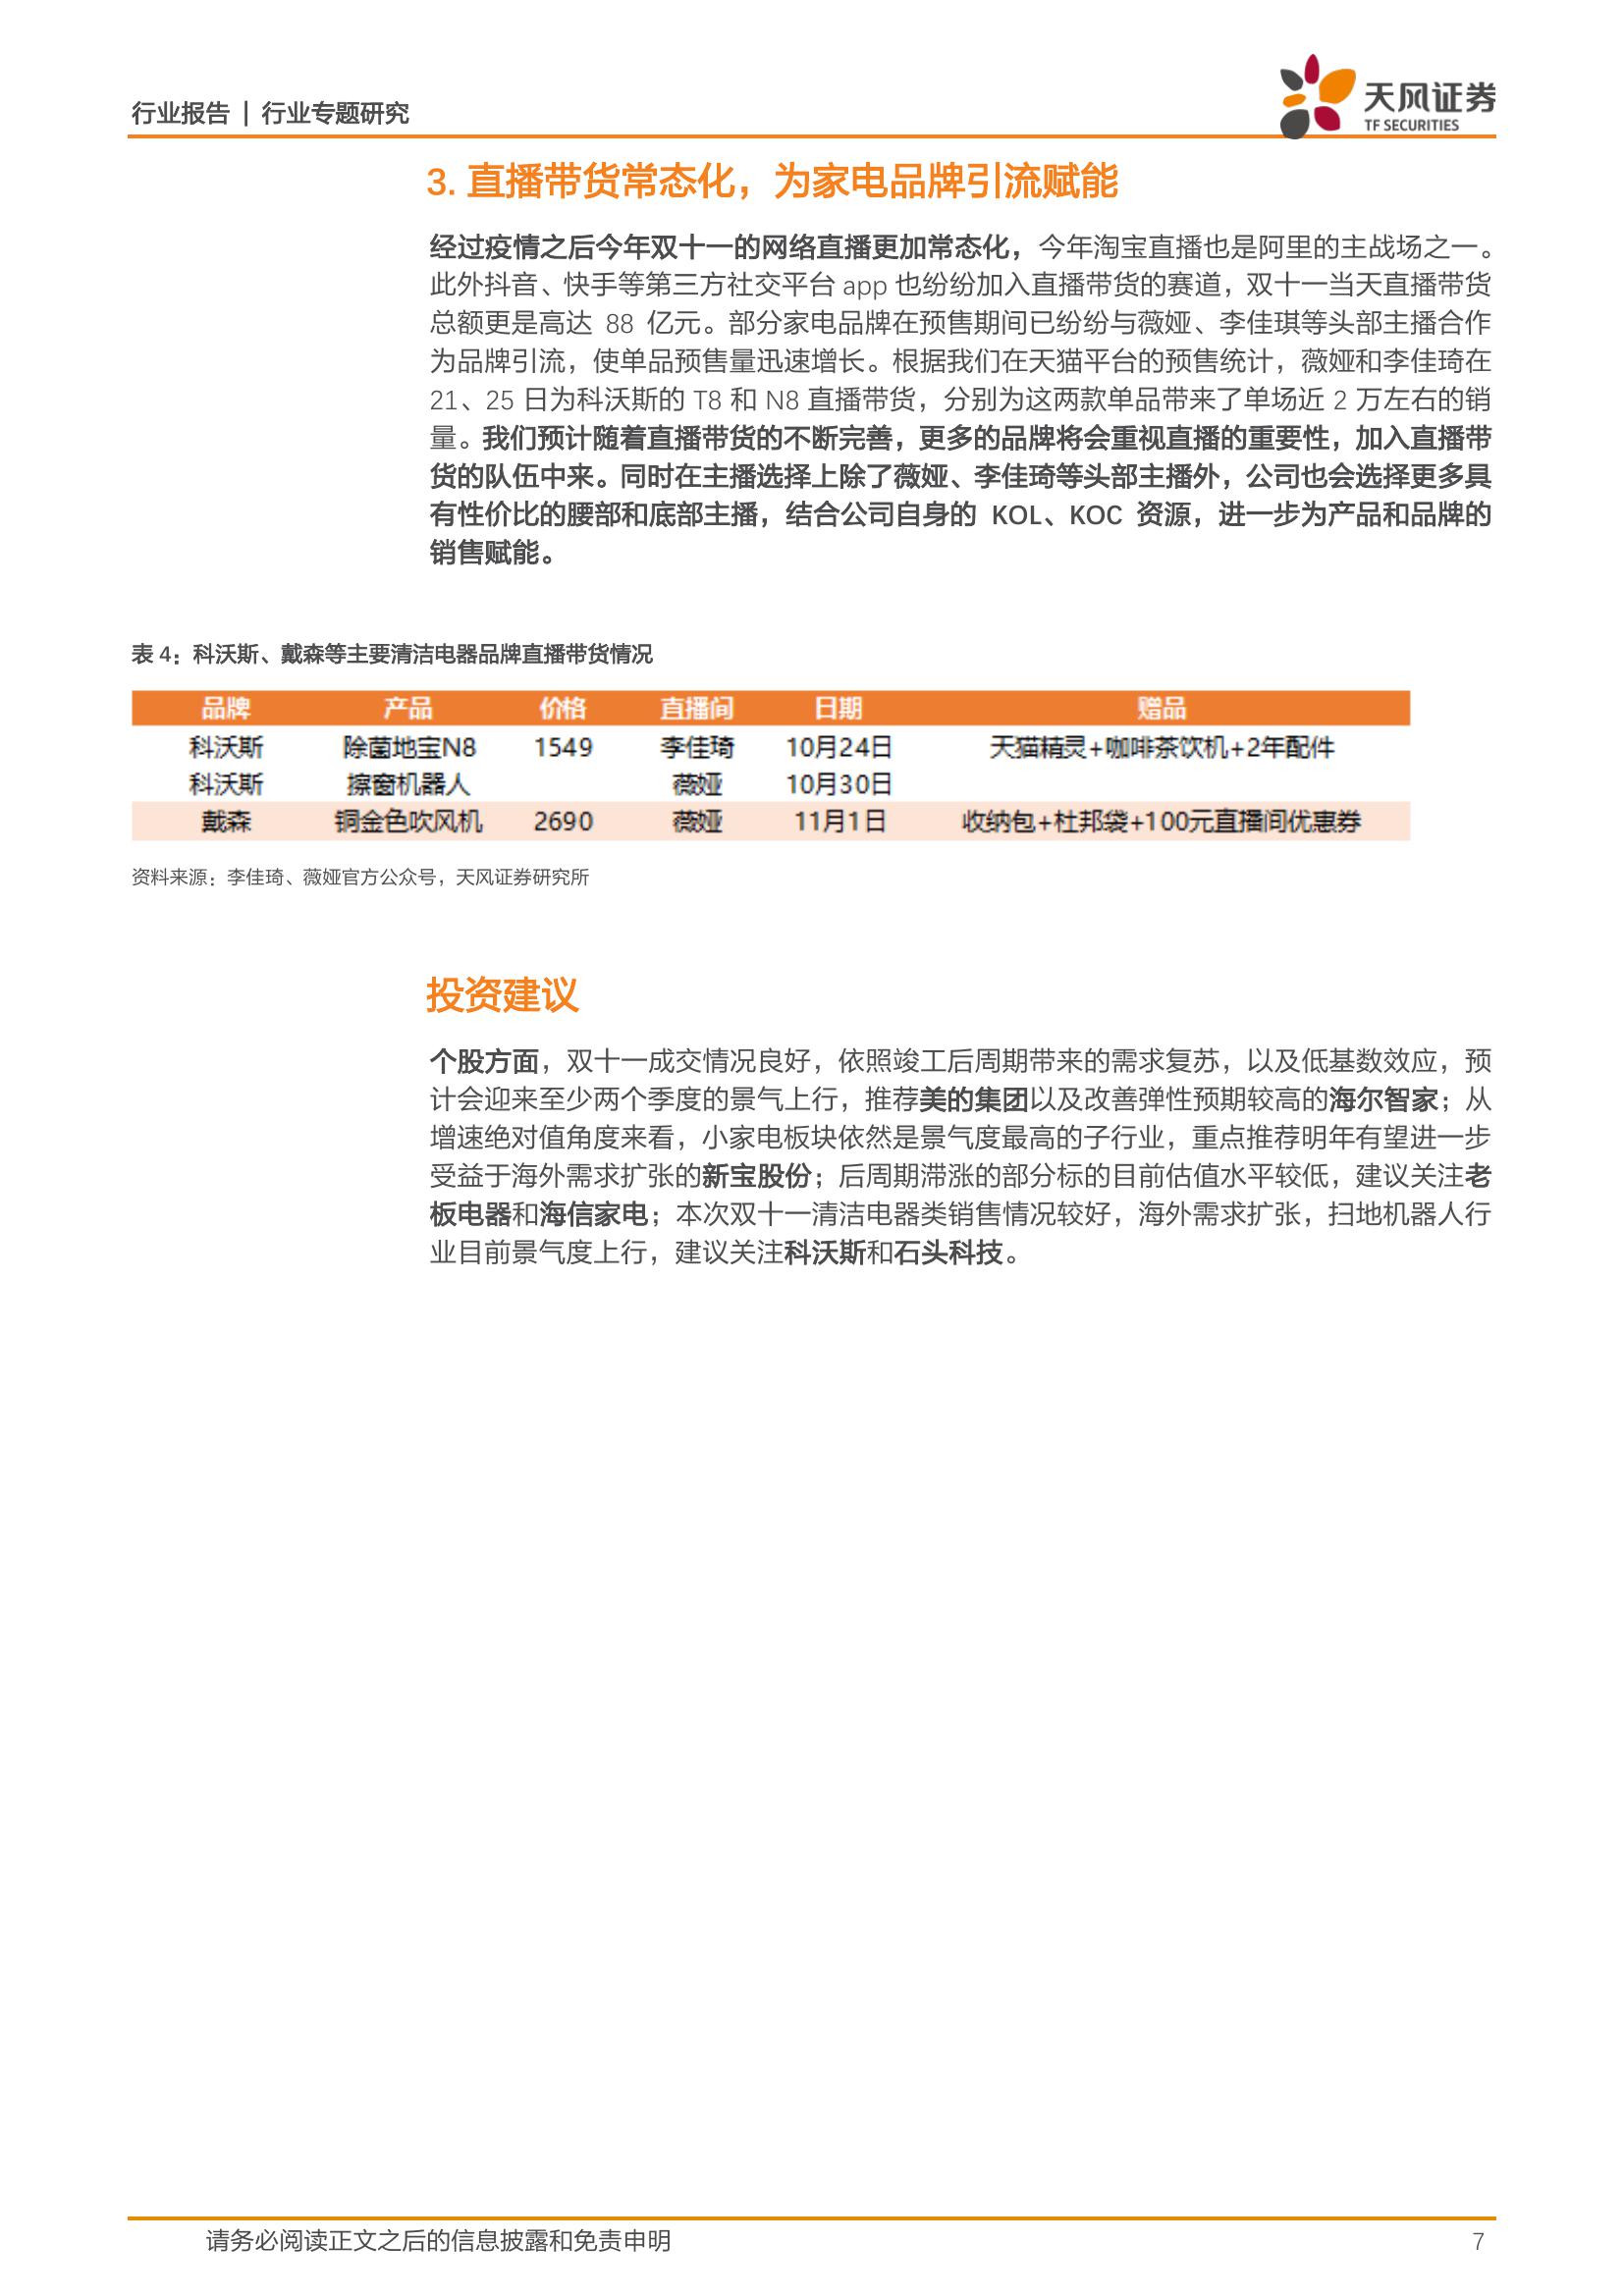 行业报告 | 行业专题研究
天风证券
TF SECURITIES
3. 直播带货常态化，为家电品牌引流赋能
经过疫情之后今年双十一的网络直播更加常态化，今年淘宝直播也是阿里的主战场之一。
此外抖音、快手等第三方社交平台 app 也纷纷加入直播带货的赛道，双十一当天直播带货
总额更是高达 88 亿元。部分家电品牌在预售期间已纷纷与薇娅、李佳琪等头部主播合作
为品牌引流，使单品预售量迅速增长。根据我们在天猫平台的预售统计，薇娅和李佳琦在
21、25 日为科沃斯的 T8 和 N8 直播带货，分别为这两款单品带来了单场近 2 万左右的销
量。我们预计随着直播带货的不断完善，更多的品牌将会重视直播的重要性，加入直播带
货的队伍中来。同时在主播选择上除了薇娅、李佳琦等头部主播外，公司也会选择更多具
有性价比的腰部和底部主播，结合公司自身的 KOL、KOC 资源，进一步为产品和品牌的
销售赋能。
表 4：科沃斯、戴森等主要清洁电器品牌直播带货情况
品牌 产品 价格 直播间 日期 赠品
科沃斯 除菌地宝N8 1549 李佳琦 10月24日 天猫精灵+咖啡茶饮机+2年配件
科沃斯 擦窗机器人 薇娅 10月30日
戴森 铜金色吹风机 2690 薇娅 11月1日 收纳包+杜邦袋+100元直播间优惠券
资料来源：李佳琦、薇娅官方公众号，天风证券研究所
投资建议
个股方面，双十一成交情况良好，依照竣工后周期带来的需求复苏，以及低基数效应，预
计会迎来至少两个季度的景气上行，推荐美的集团以及改善弹性预期较高的海尔智家；从
增速绝对值角度来看，小家电板块依然是景气度最高的子行业，重点推荐明年有望进一步
受益于海外需求扩张的新宝股份；后周期滞涨的部分标的目前估值水平较低，建议关注老
板电器和海信家电；本次双十一清洁电器类销售情况较好，海外需求扩张，扫地机器人行
业目前景气度上行，建议关注科沃斯和石头科技。
请务必阅读正文之后的信息披露和免责申明
7